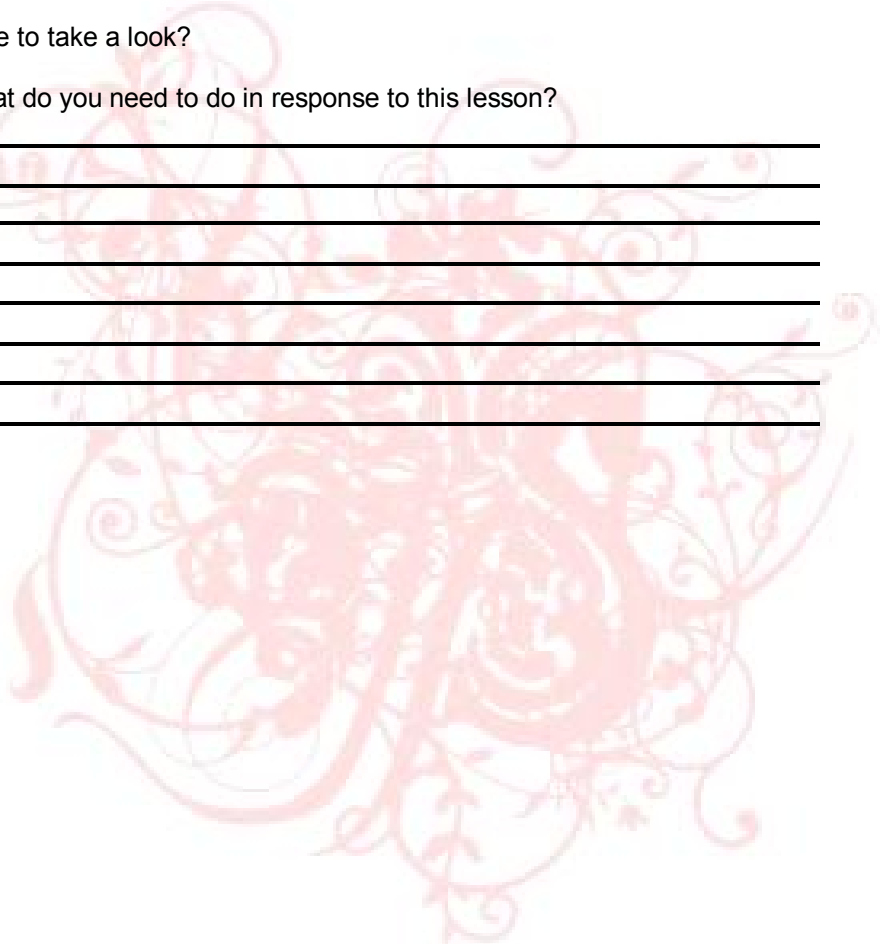 e to take a look?
at do you need to do in response to this lesson?